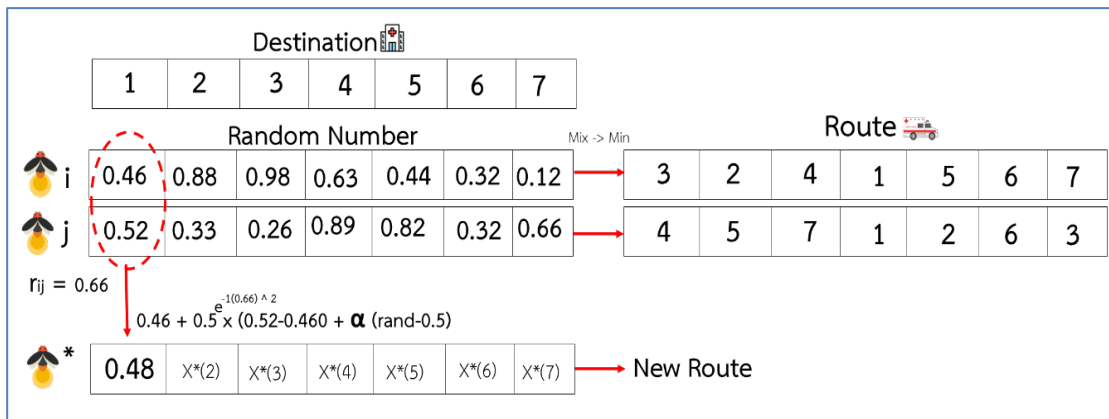 Destination
1 2 3 4 5 6 7
Random Number
Mix -> Min
Route
i 0.46 0.88 0.98 0.63 0.44 0.32 0.12 3 2 4 1 5 6 7
j 0.52 0.33 0.26 0.89 0.82 0.32 0.66 4 5 7 1 2 6 3
rij = 0.66
0.46 + 0.5 e^-1(0.66) ^ 2 x (0.52-0.460 + α (rand-0.5)
* 0.48 X*(2) X*(3) X*(4) X*(5) X*(6) X*(7) New Route